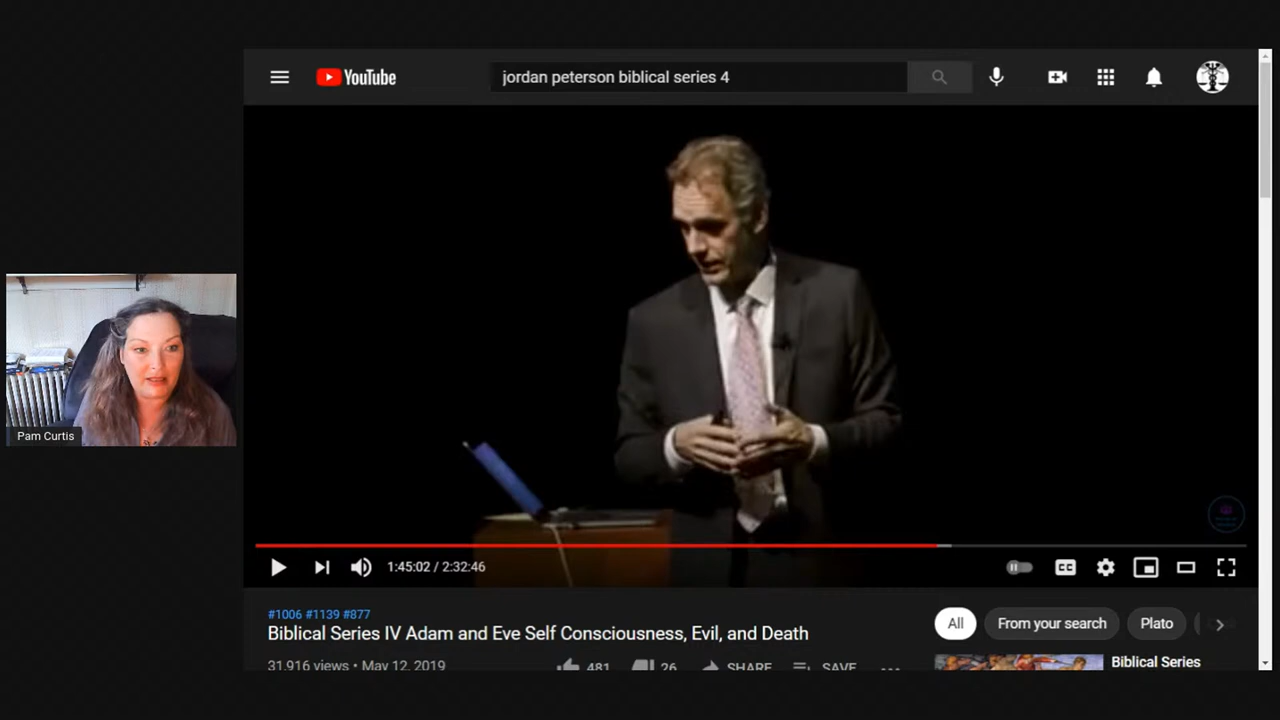 YouTube
jordan peterson biblical series 4
Pam Curtis
1:45:02 / 2:32:46
CC
#1006 #1139 #877
Biblical Series IV Adam and Eve Self Consciousness, Evil, and Death
31,916 views • May 12, 2019
481
26
SHARE
SAVE
All
From your search
Plato
Biblical Series